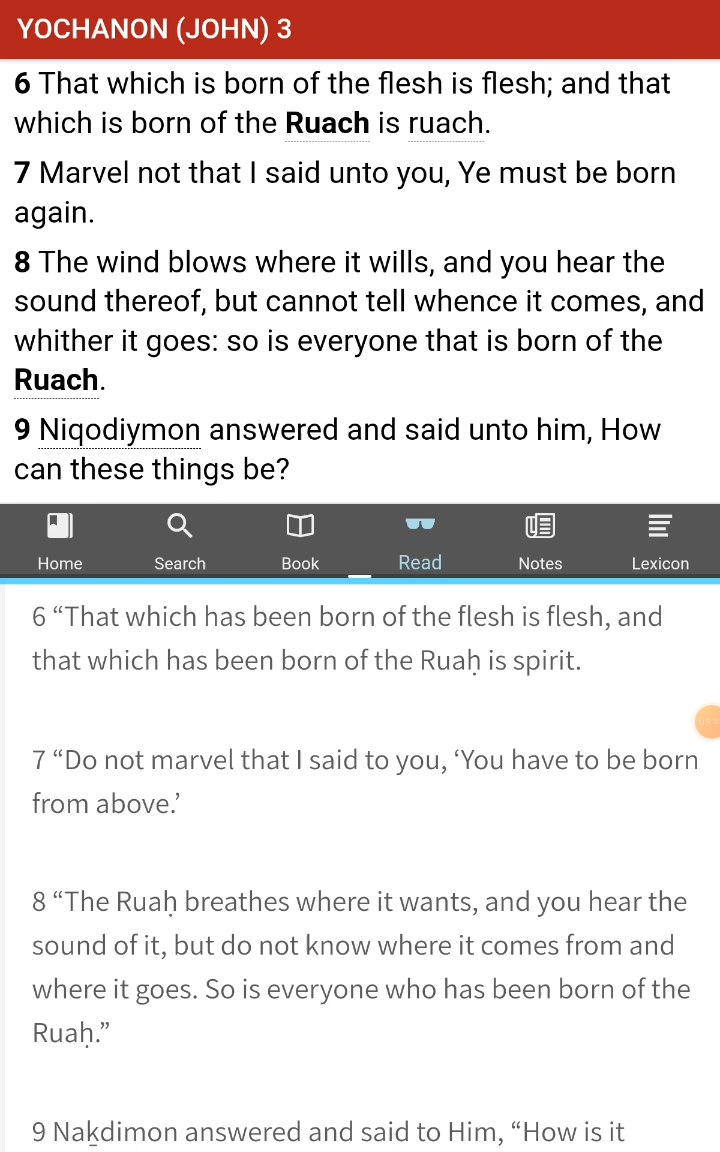 YOCHANON (JOHN) 3
6 That which is born of the flesh is flesh; and that
which is born of the Ruach is ruach.
7 Marvel not that I said unto you, Ye must be born
again.
8 The wind blows where it wills, and you hear the
sound thereof, but cannot tell whence it comes, and
whither it goes: so is everyone that is born of the
Ruach.
9 Niqodiymon answered and said unto him, How
can these things be?
Home Search Book Read Notes Lexicon
6 “That which has been born of the flesh is flesh, and
that which has been born of the Ruaḥ is spirit.
7 “Do not marvel that I said to you, ‘You have to be born
from above.’
8 “The Ruaḥ breathes where it wants, and you hear the
sound of it, but do not know where it comes from and
where it goes. So is everyone who has been born of the
Ruaḥ.”
9 Naḵdimon answered and said to Him, “How is it